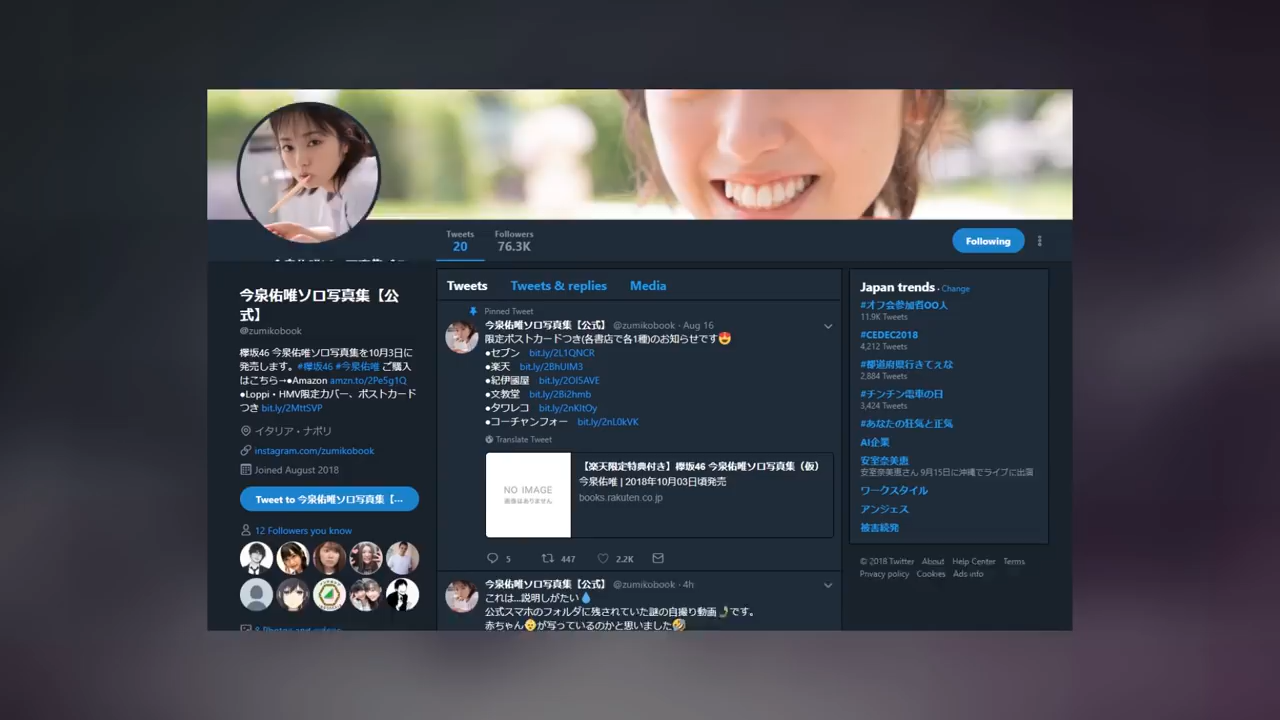 Tweets
20
Followers
76.3K
Following
今泉佑唯ソロ写真集【公
式】
@zumikobook
欅坂46 今泉佑唯ソロ写真集を10月3日に
発売します。#欅坂46 #今泉佑唯 ご購入
はこちら→●Amazon amzn.to/2Pe5g1Q
●Loppi・HMV限定カバー、ポストカード
つき bit.ly/2MttSVP
イタリア・ナポリ
instagram.com/zumikobook
Joined August 2018
Tweet to 今泉佑唯ソロ写真集【...
12 Followers you know
Tweets Tweets & replies Media
Pinned Tweet
今泉佑唯ソロ写真集【公式】 @zumikobook · Aug 16
限定ポストカードつき(各書店で各1種)のお知らせです😍
●セブン bit.ly/2L1QNCR
●楽天 bit.ly/2BhUIM3
●紀伊國屋 bit.ly/2OI5AVE
●文教堂 bit.ly/2Bi2hmb
●タワレコ bit.ly/2nKltOy
●コーチャンフォー bit.ly/2nL0kVK
Translate Tweet
NO IMAGE
画像はありません
【楽天限定特典付き】欅坂46 今泉佑唯ソロ写真集（仮）
今泉佑唯 | 2018年10月03日頃発売
books.rakuten.co.jp
5 447 2.2K
今泉佑唯ソロ写真集【公式】 @zumikobook · 4h
これは...説明しがたい💧
公式スマホのフォルダに残されていた謎の自撮り動画🤳です。
赤ちゃん👶が写っているのかと思いました🤣
Japan trends · Change
#オフ会参加者〇〇人
11.9K Tweets
#CEDEC2018
4,212 Tweets
#都道府県行きてぇな
2,884 Tweets
#チンチン電車の日
3,424 Tweets
#あなたの狂気と正気
AI企業
安室奈美恵
安室奈美恵さん 9月15日に沖縄でライブに出演
ワークスタイル
アンジェス
被害続発
© 2018 Twitter About Help Center Terms
Privacy policy Cookies Ads info